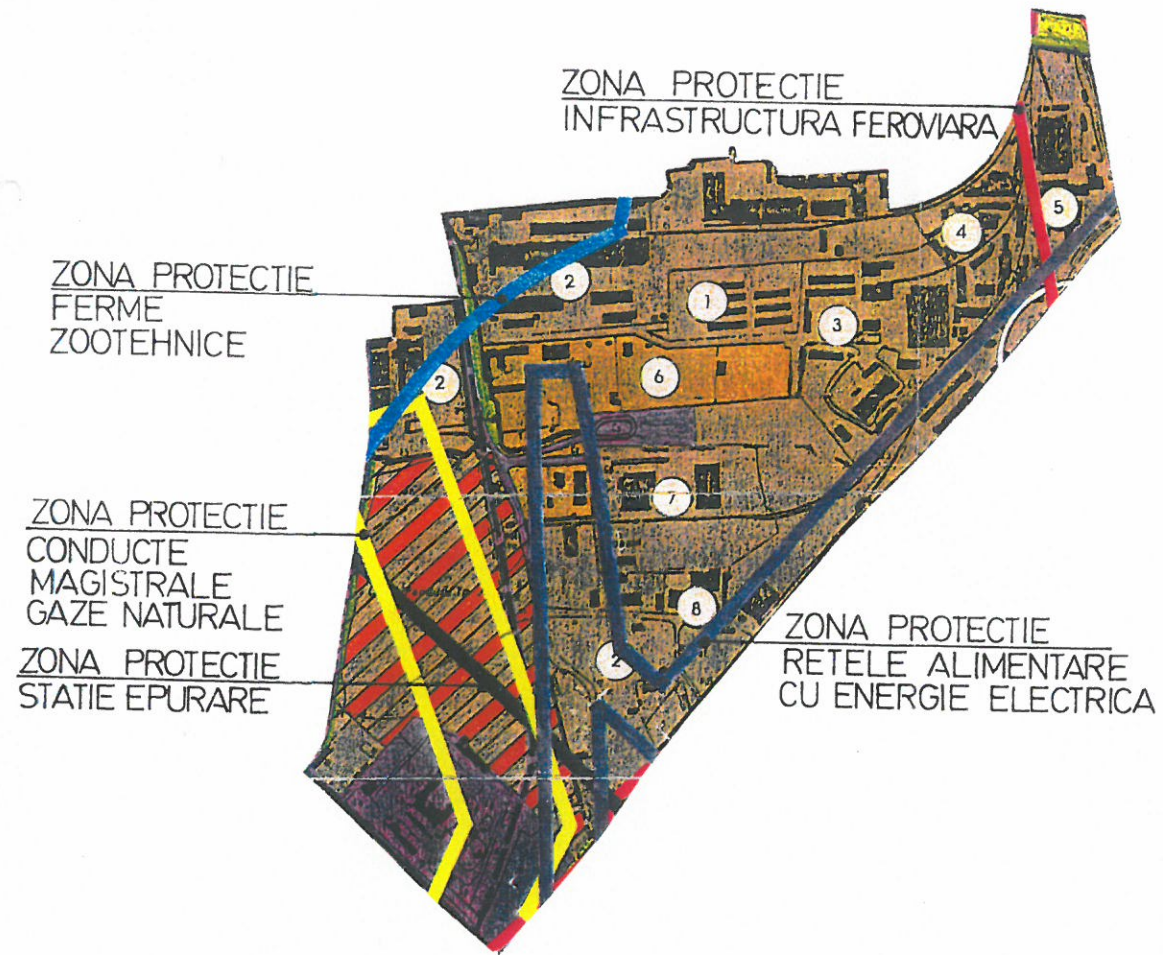 ZONA PROTECTIE
INFRASTRUCTURA FEROVIARA
5
4
ZONA PROTECTIE
FERME
ZOOTEHNICE
2
1
3
2
6
7
ZONA PROTECTIE
CONDUCTE
MAGISTRALE
GAZE NATURALE
8
ZONA PROTECTIE
RETELE ALIMENTARE
CU ENERGIE ELECTRICA
2
ZONA PROTECTIE
STATIE EPURARE